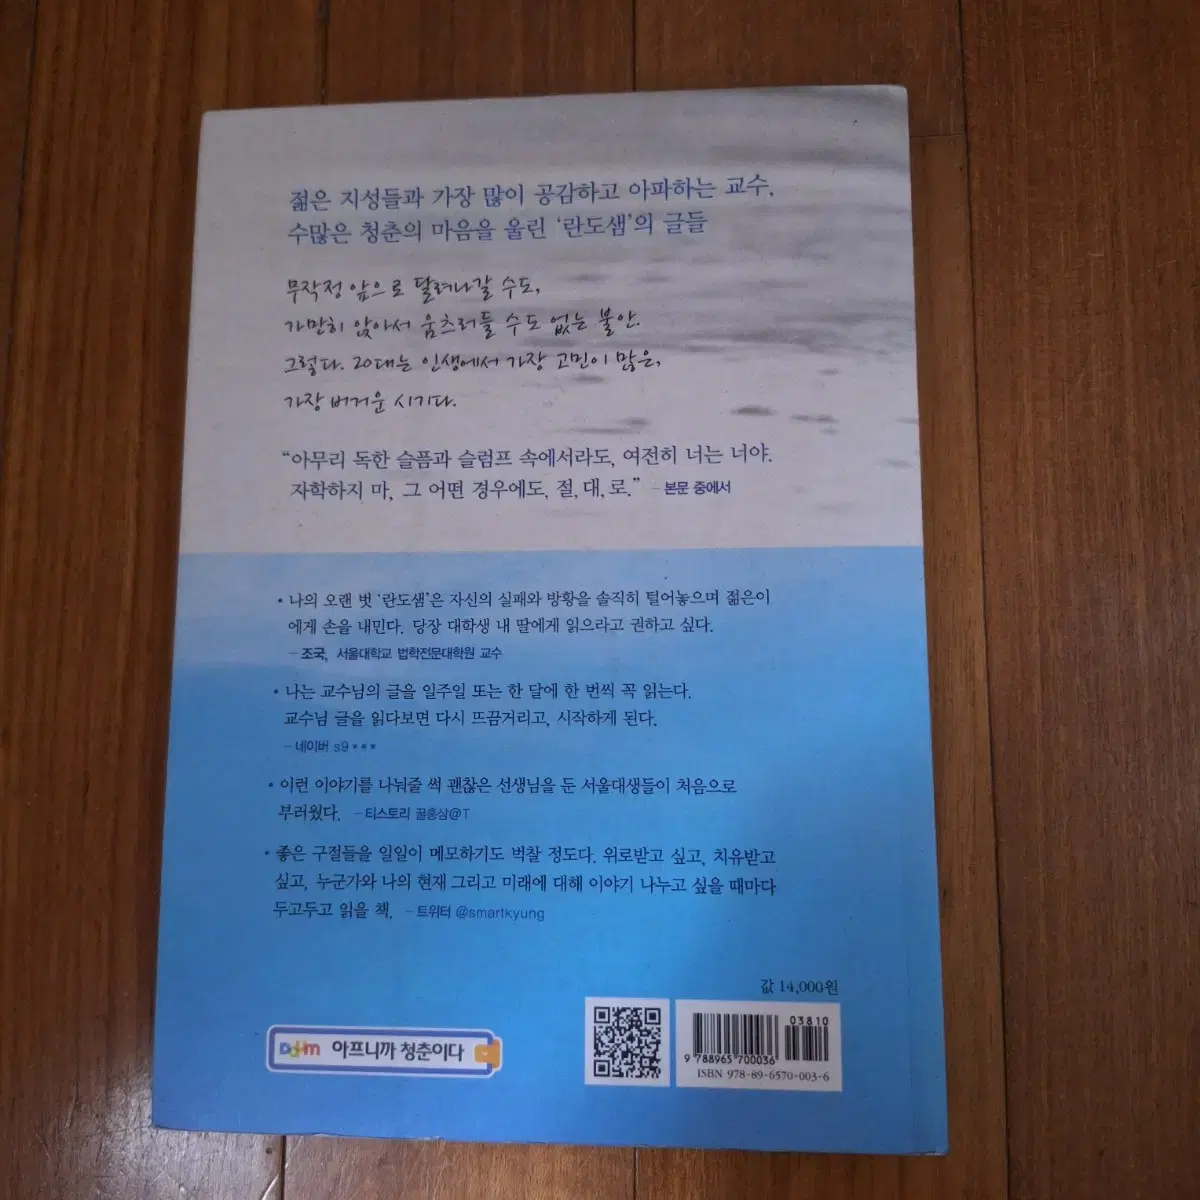 젊은 지성들과 가장 많이 공감하고 아파하는 교수,
수많은 청춘의 마음을 울린 '란도샘'의 글들
무작정 앞으로 달려나갈 수도,
가만히 앉아서 움츠러들 수도 없는 불안.
그렇다. 20대는 인생에서 가장 고민이 많은,
가장 버거운 시기다.
“아무리 독한 슬픔과 슬럼프 속에서라도, 여전히 너는 너야.
자학하지 마, 그 어떤 경우에도, 절, 대, 로.” – 본문 중에서
• 나의 오랜 벗 '란도샘'은 자신의 실패와 방황을 솔직히 털어놓으며 젊은이
에게 손을 내민다. 당장 대학생 내 딸에게 읽으라고 권하고 싶다.
– 조국, 서울대학교 법학전문대학원 교수
• 나는 교수님의 글을 일주일 또는 한 달에 한 번씩 꼭 읽는다.
교수님 글을 읽다보면 다시 뜨끔거리고, 시작하게 된다.
– 네이버 s9***
• 이런 이야기를 나눠줄 썩 괜찮은 선생님을 둔 서울대생들이 처음으로
부러웠다. – 티스토리 꿀홍삼@T
• 좋은 구절들을 일일이 메모하기도 벅찰 정도다. 위로받고 싶고, 치유받고
싶고, 누군가와 나의 현재 그리고 미래에 대해 이야기 나누고 싶을 때마다
두고두고 읽을 책. – 트위터 @smartkyung
값 14,000원
03810
9 788965 700036
ISBN 978-89-6570-003-6
Daum 아프니까 청춘이다